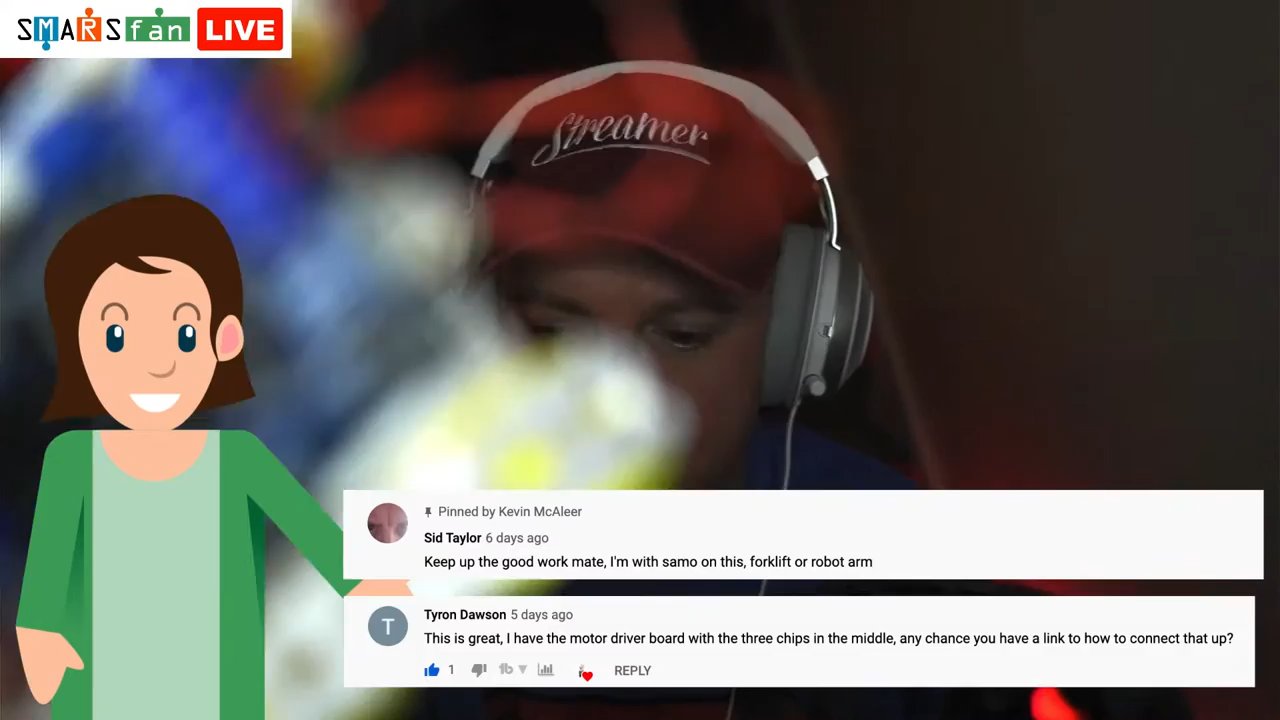 SMARSfan LIVE
Streamer
Pinned by Kevin McAleer
Sid Taylor 6 days ago
Keep up the good work mate, I'm with samo on this, forklift or robot arm
T
Tyron Dawson 5 days ago
This is great, I have the motor driver board with the three chips in the middle, any chance you have a link to how to connect that up?
1 tb REPLY